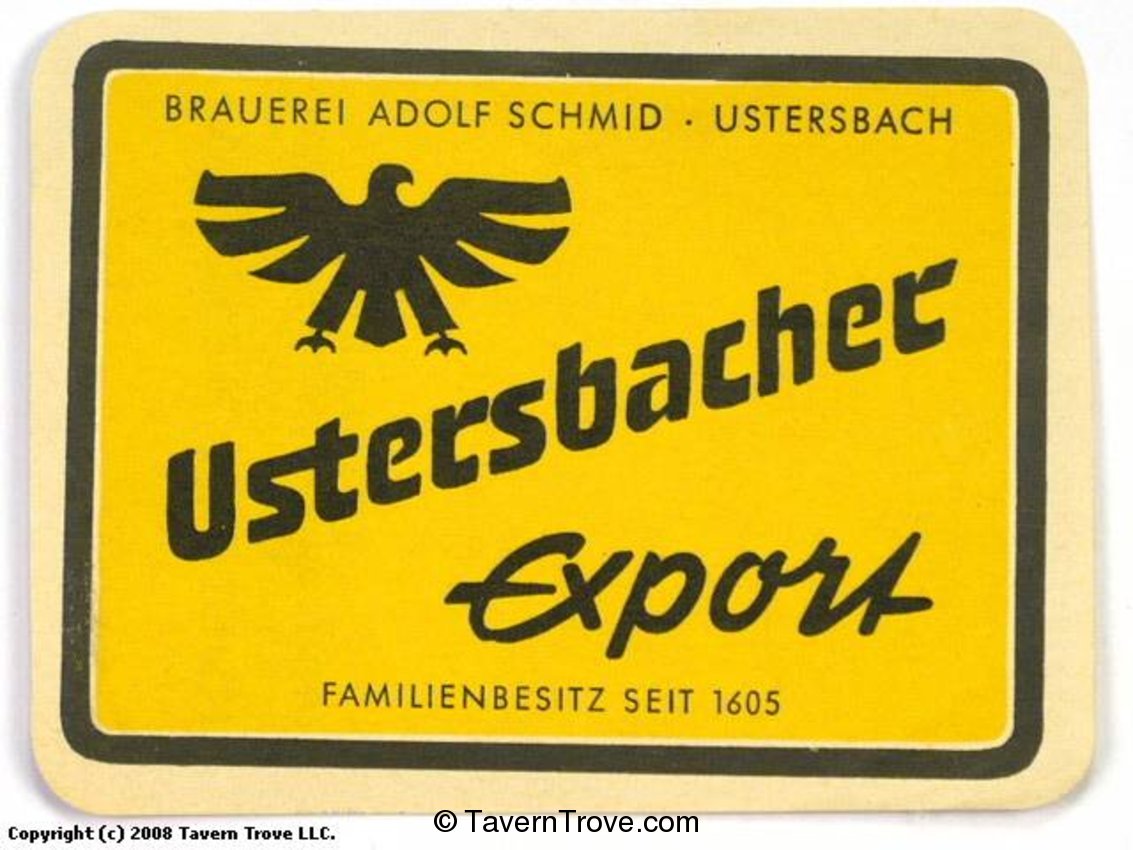 BRAUEREI ADOLF SCHMID · USTERSBACH
Ustersbacher
Export
FAMILIENBESITZ SEIT 1605
© TavernTrove.com
Copyright (c) 2008 Tavern Trove LLC.